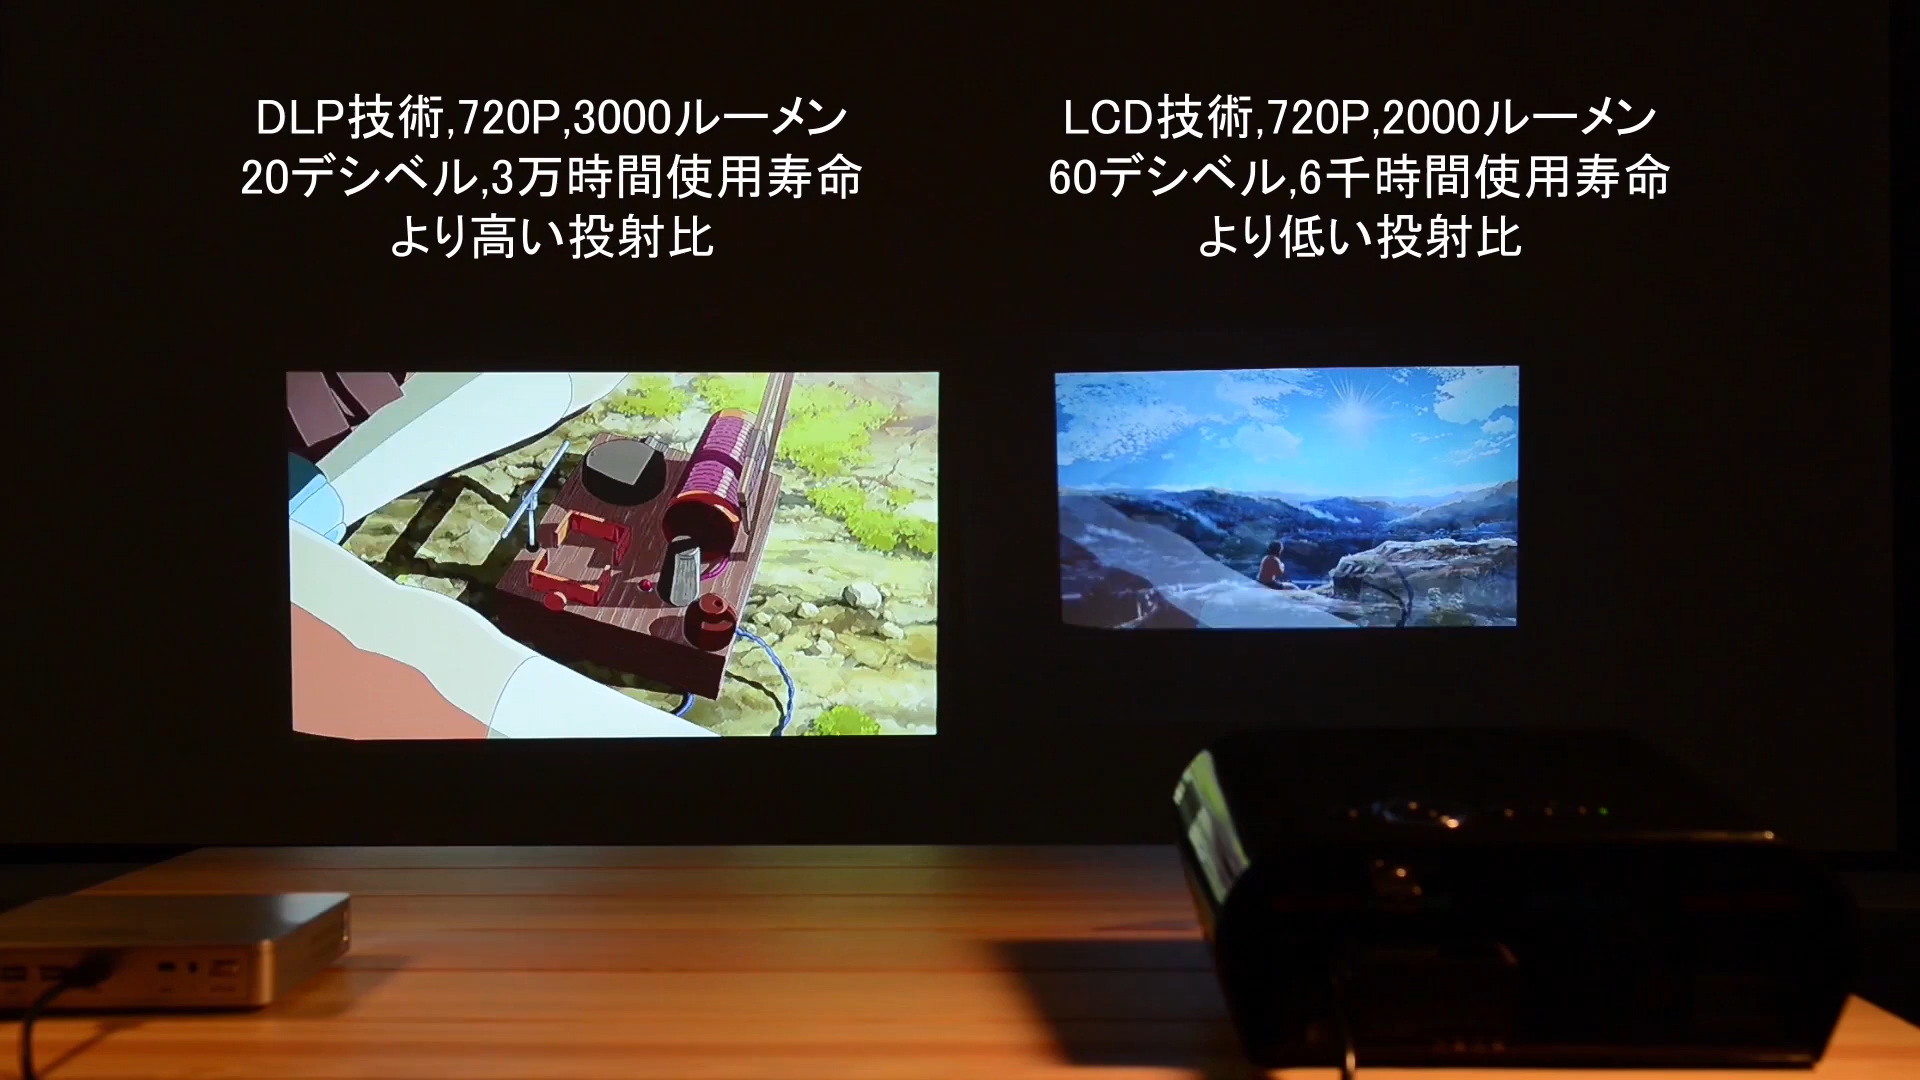 DLP技術,720P,3000ルーメン
20デシベル,3万時間使用寿命
より高い投射比
LCD技術,720P,2000ルーメン
60デシベル,6千時間使用寿命
より低い投射比